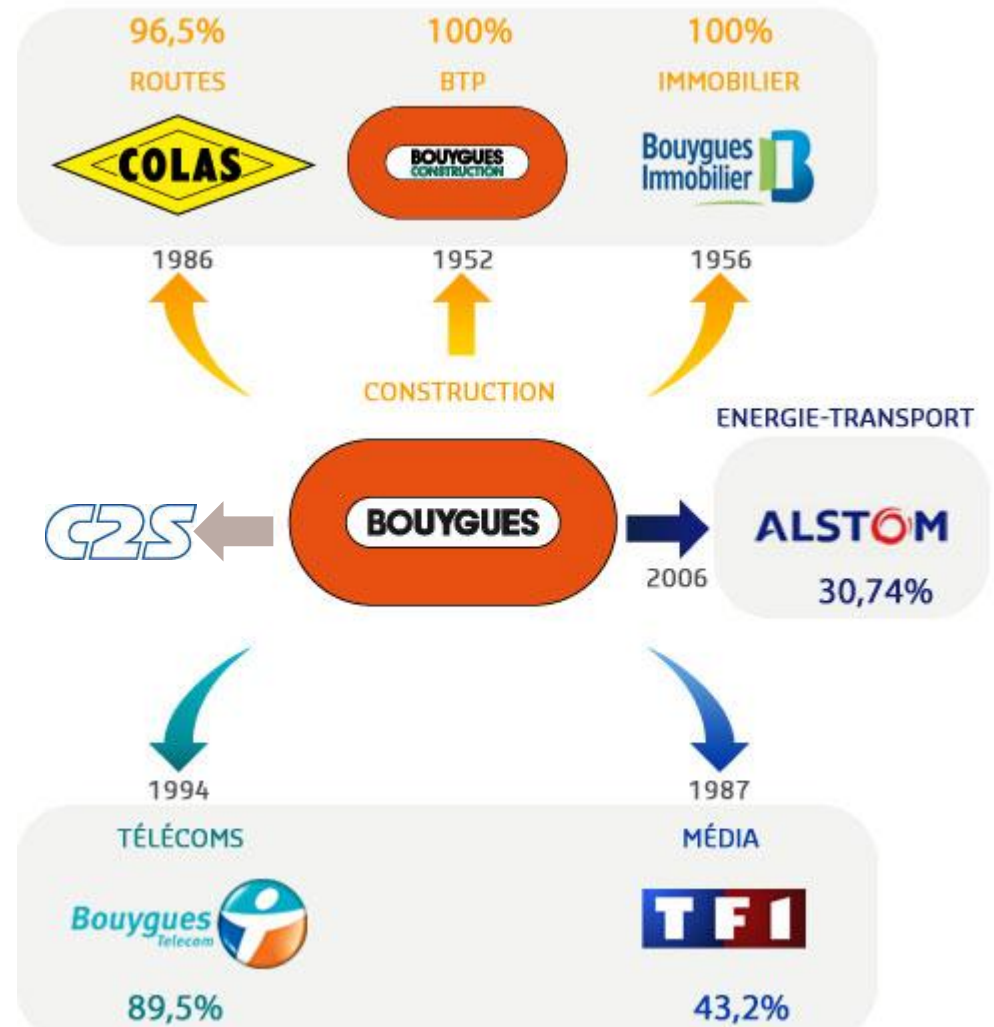 96,5%
100%
100%
ROUTES
BTP
IMMOBILIER
COLAS
BOUYGUES
CONSTRUCTION
Bouygues
Immobilier
1986
1952
1956
CONSTRUCTION
ENERGIE-TRANSPORT
C2S
BOUYGUES
ALSTOM
2006
30,74%
1994
1987
TÉLÉCOMS
MÉDIA
Bouygues
Telecom
TF1
89,5%
43,2%